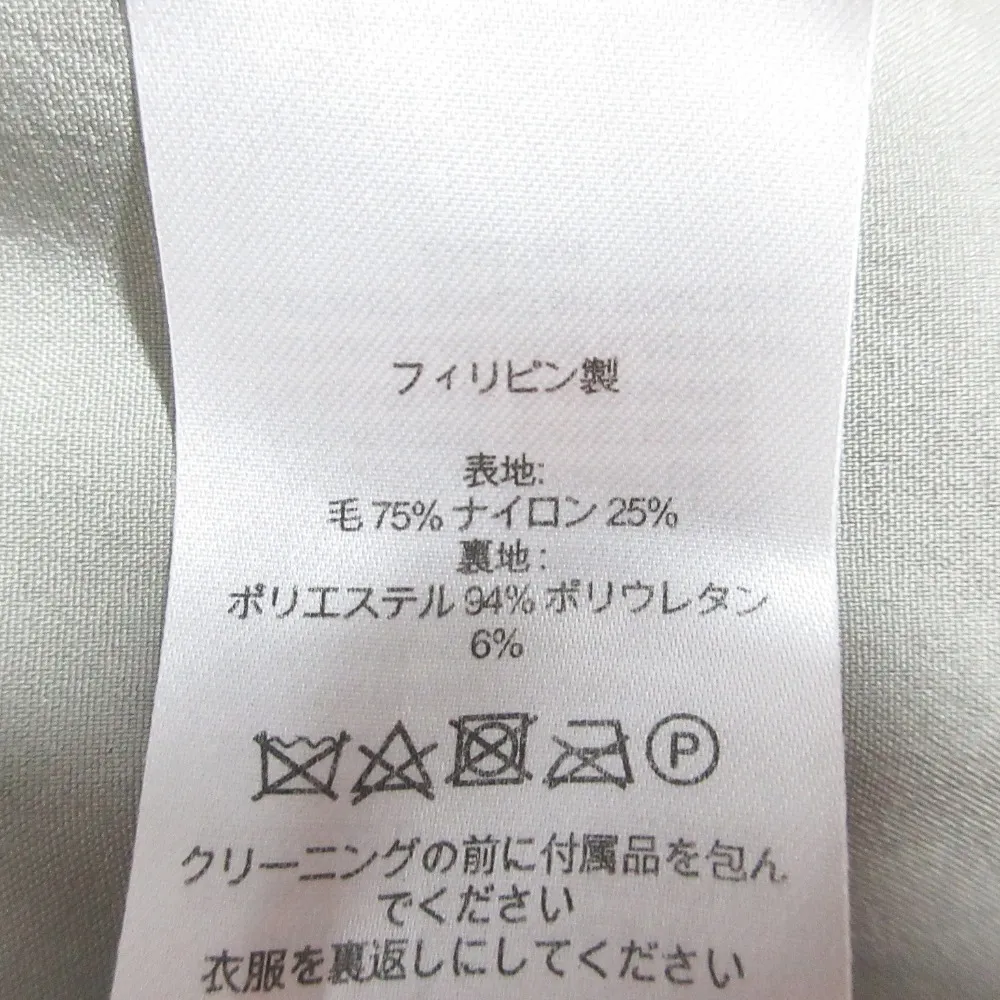 フィリピン製
表地:
毛 75% ナイロン 25%
裏地:
ポリエステル 94% ポリウレタン
6%
P
クリーニングの前に付属品を包ん
でください
衣服を裏返しにしてください